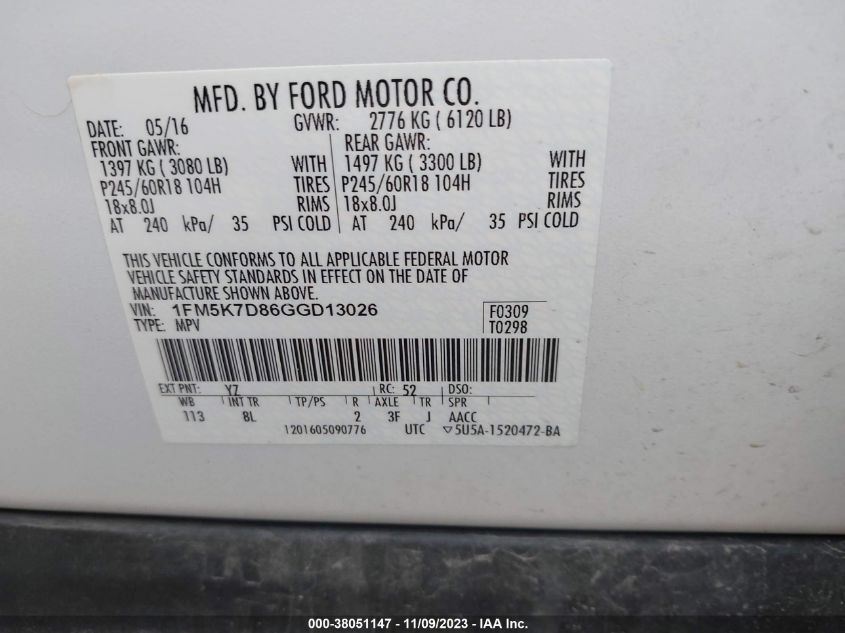 MFD. BY FORD MOTOR CO.
DATE: 05/16 GVWR: 2776 KG ( 6120 LB)
FRONT GAWR: REAR GAWR:
1397 KG ( 3080 LB) WITH 1497 KG ( 3300 LB) WITH
P245/60R18 104H TIRES P245/60R18 104H TIRES
18x8.0J RIMS 18x8.0J RIMS
AT 240 kPa/ 35 PSI COLD AT 240 kPa/ 35 PSI COLD
THIS VEHICLE CONFORMS TO ALL APPLICABLE FEDERAL MOTOR
VEHICLE SAFETY STANDARDS IN EFFECT ON THE DATE OF
MANUFACTURE SHOWN ABOVE.
VIN: 1FM5K7D86GGD13026 F0309
TYPE: MPV T0298
EXT PNT: YZ RC: 52 DSO:
WB INT TR TP/PS R AXLE TR SPR
113 8L 2 3F J AACC
1201605090776 UTC ▽5U5A-1520472-BA
000-38051147 - 11/09/2023 - IAA Inc.